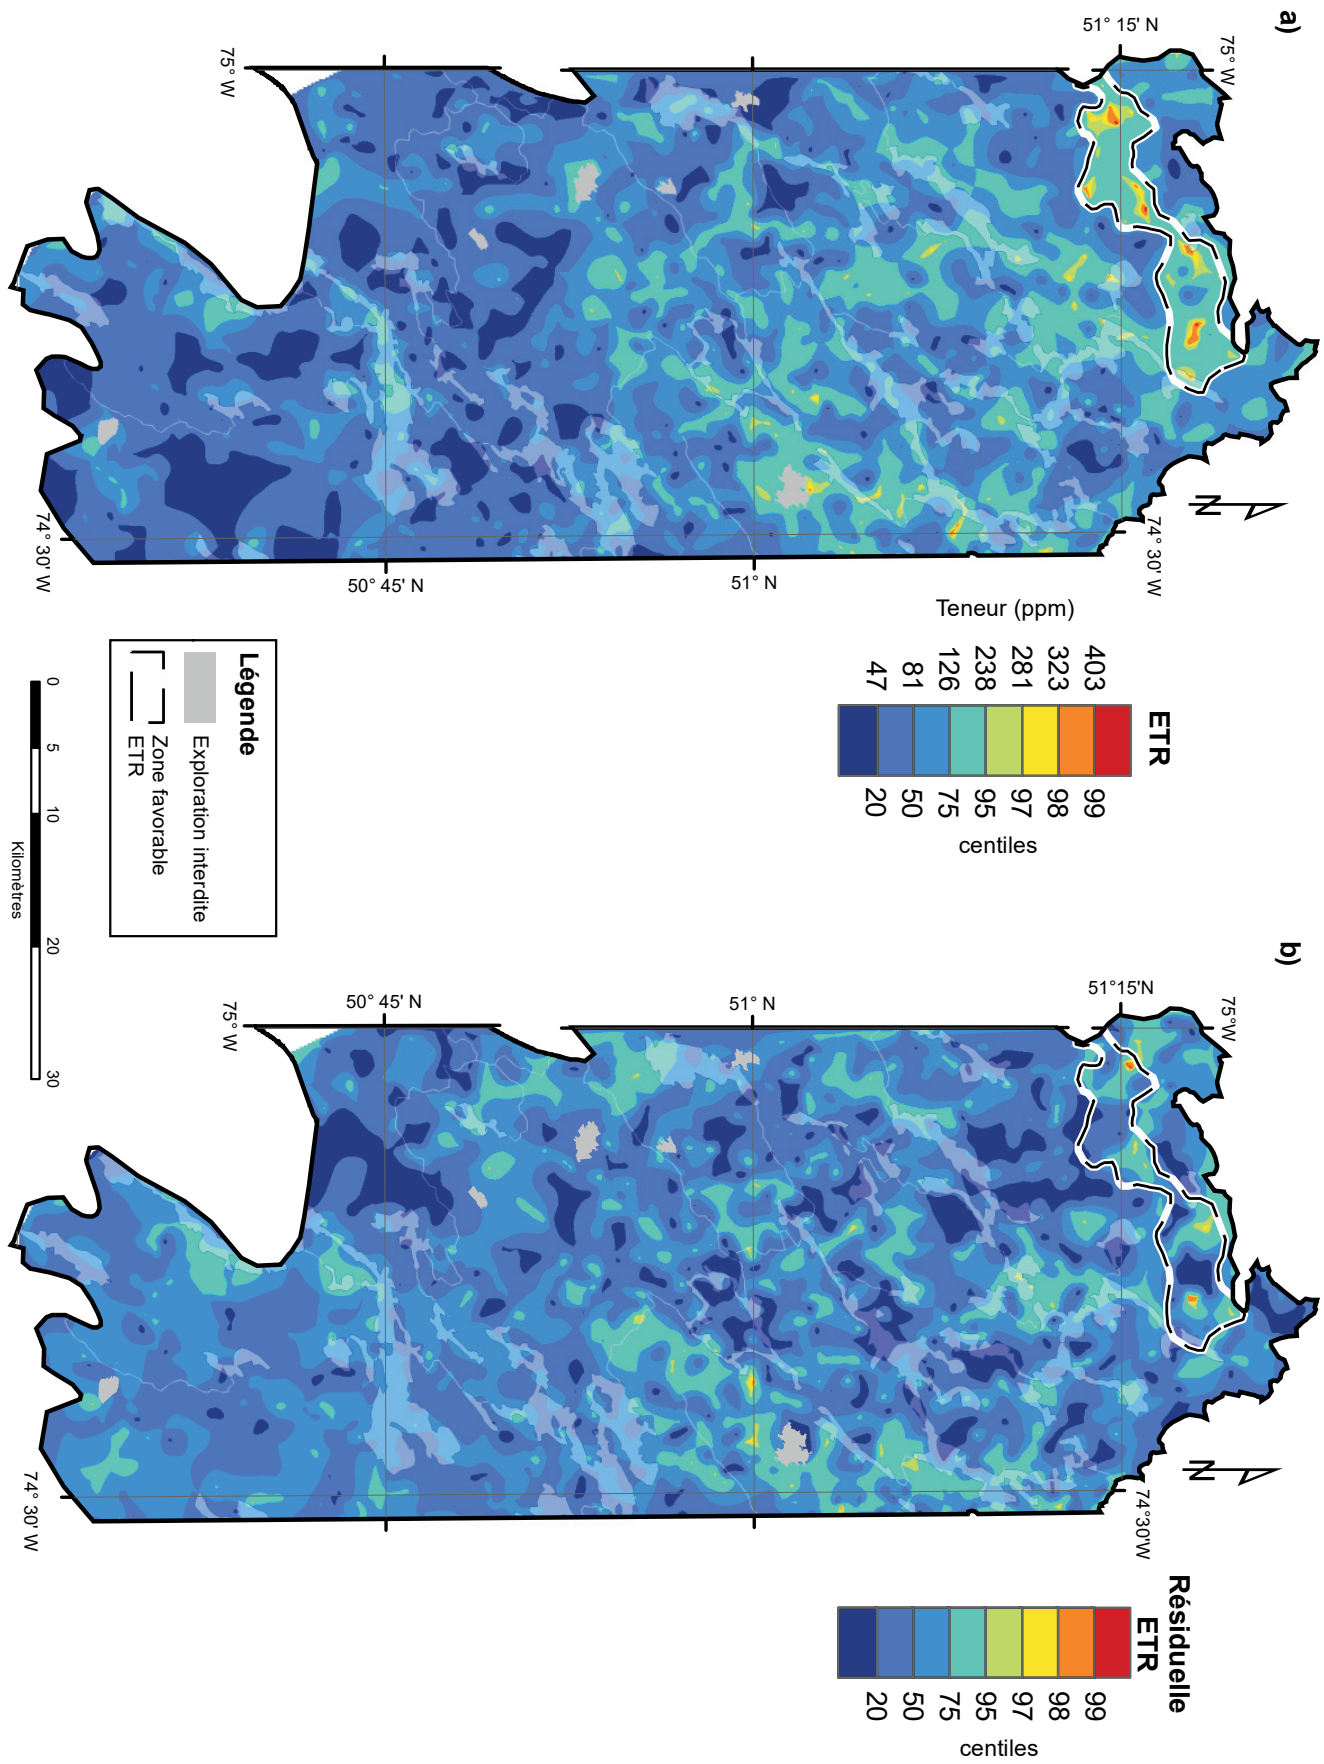 a)
51° 15' N
75° W
75° W
74° 30' W
74° 30' W
50° 45' N
51° N
N
Teneur (ppm)
ETR
403
323
281
238
126
81
47
99
98
97
95
75
50
20
centiles
Légende
Exploration interdite
Zone favorable
ETR
0
5
10
20
30
Kilomètres
b)
51°15'N
75°W
50° 45' N
51° N
75° W
74° 30' W
74°30'W
N
Résiduelle
ETR
99
98
97
95
75
50
20
centiles